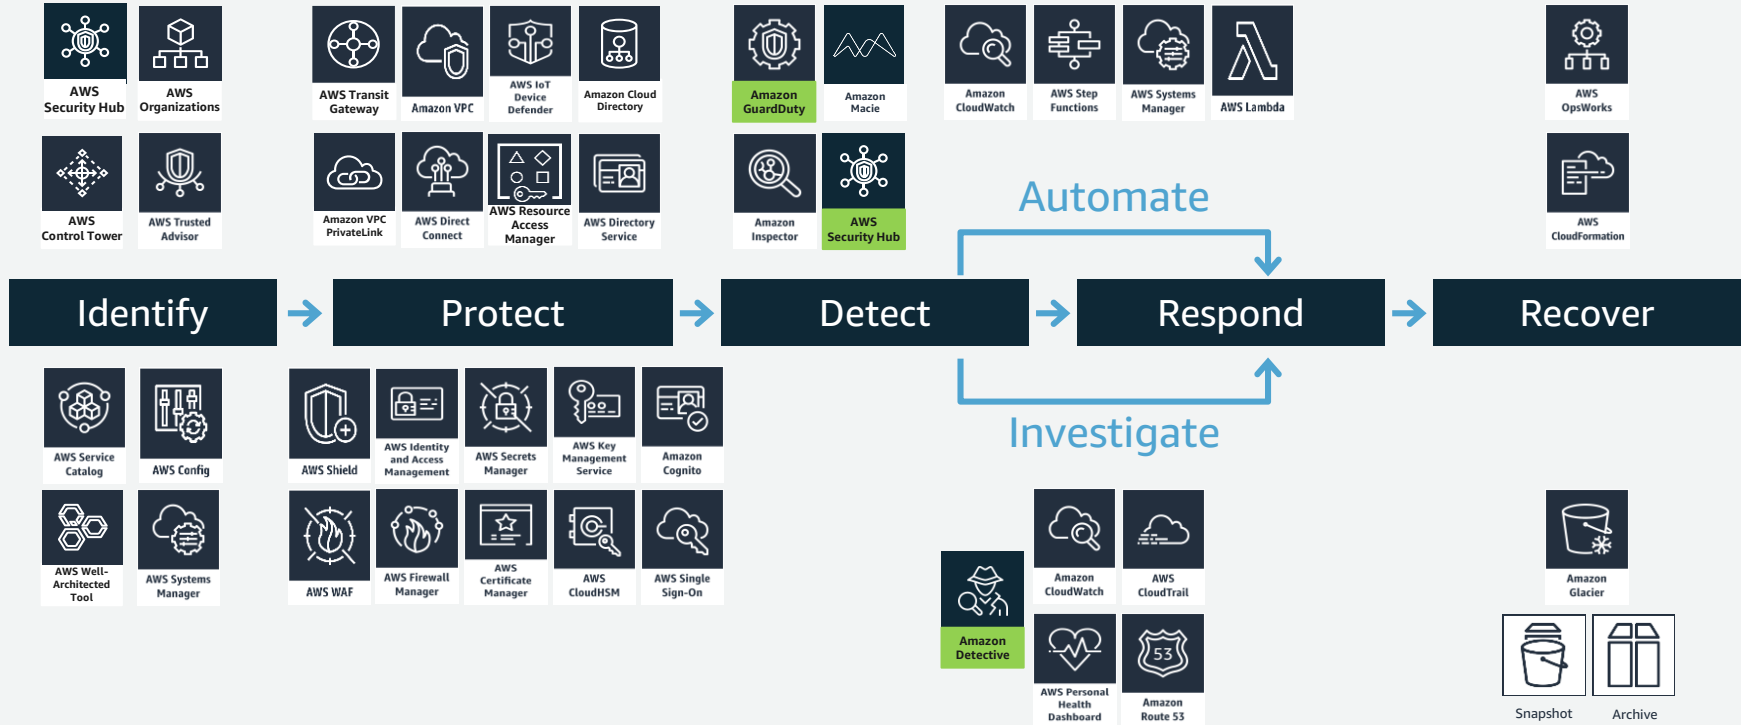 AWS
Security Hub
AWS
Organizations
AWS Transit
Gateway
Amazon VPC
AWS IoT
Device
Defender
Amazon Cloud
Directory
Amazon
GuardDuty
Amazon
Macie
Amazon
CloudWatch
AWS Step
Functions
AWS Systems
Manager
AWS Lambda
AWS
OpsWorks
AWS
Control Tower
AWS Trusted
Advisor
Amazon VPC
PrivateLink
AWS Direct
Connect
AWS Resource
Access
Manager
AWS Directory
Service
Amazon
Inspector
AWS
Security Hub
AWS
CloudFormation
Automate
Identify
Protect
Detect
Respond
Recover
Investigate
AWS Service
Catalog
AWS Config
AWS Shield
AWS Identity
and Access
Management
AWS Secrets
Manager
AWS Key
Management
Service
Amazon
Cognito
AWS Well-
Architected
Tool
AWS Systems
Manager
AWS WAF
AWS Firewall
Manager
AWS
Certificate
Manager
AWS
CloudHSM
AWS Single
Sign-On
Amazon
Detective
Amazon
CloudWatch
AWS
CloudTrail
AWS Personal
Health
Dashboard
53
Amazon
Route 53
Amazon
Glacier
Snapshot
Archive